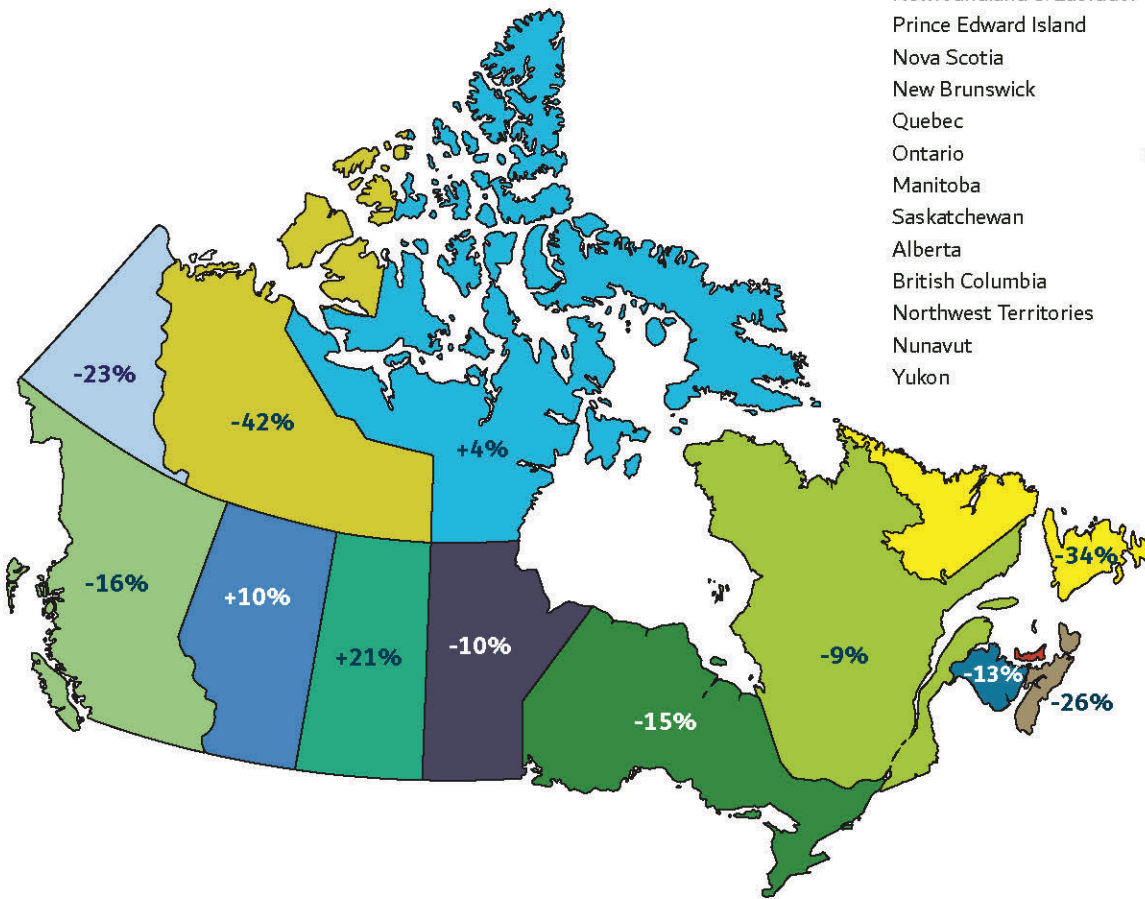 Prince Edward Island
Nova Scotia
New Brunswick
Quebec
Ontario
Manitoba
Saskatchewan
Alberta
British Columbia
Northwest Territories
Nunavut
Yukon
-23%
-42%
+4%
-34%
-16%
+10%
+21%
-10%
-9%
-13%
-26%
-15%